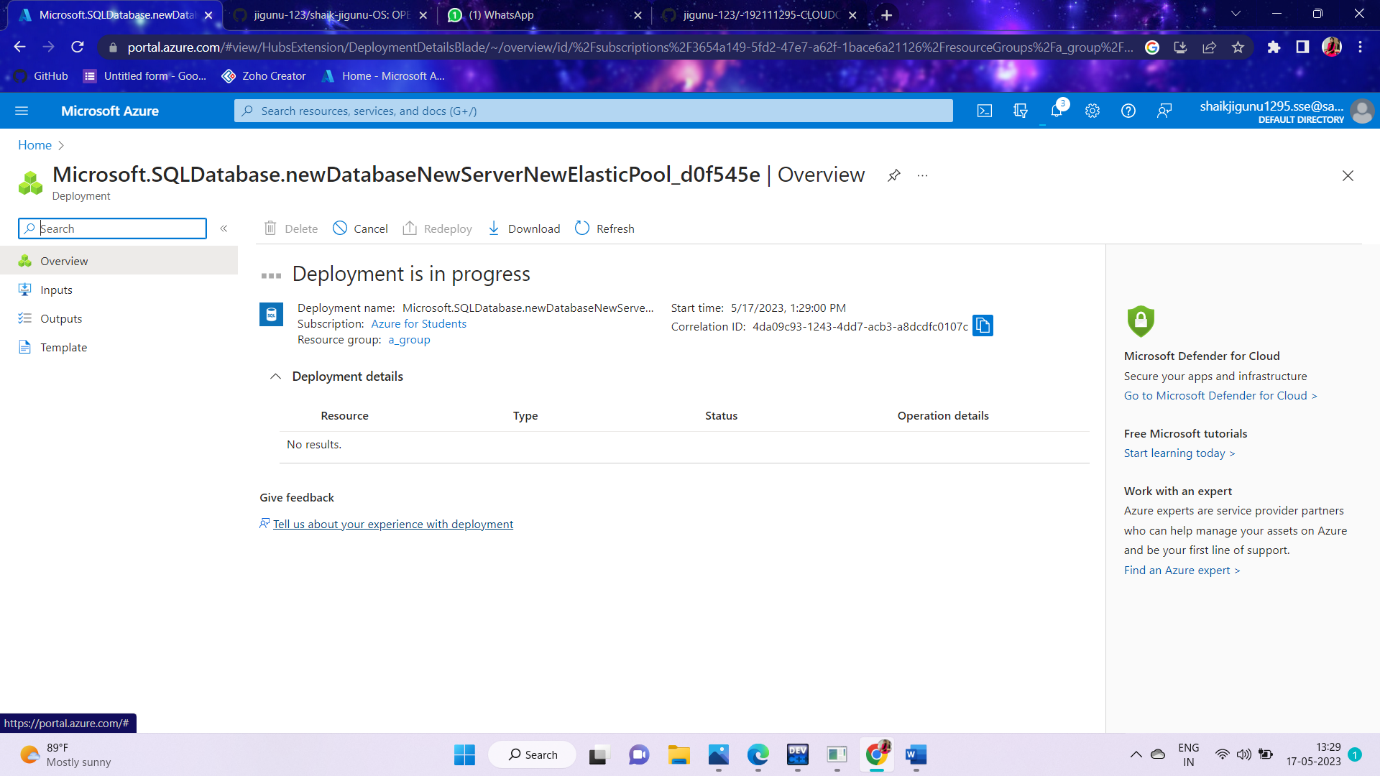 Microsoft.SQLDatabase.newData
jigunu-123/shaik-jigunu-OS: OPE
(1) WhatsApp
jigunu-123/-192111295-CLOUDC
portal.azure.com/#view/HubsExtension/DeploymentDetailsBlade/~/overview/id/%2Fsubscriptions%2F3654a149-5fd2-47e7-a62f-1bace6a21126%2FresourceGroups%2Fa_group%2F...
GitHub
Untitled form - Goo...
Zoho Creator
Home - Microsoft A...
Microsoft Azure
Search resources, services, and docs (G+/)
3
shaikjigunu1295.sse@sa...
DEFAULT DIRECTORY
Home
Microsoft.SQLDatabase.newDatabaseNewServerNewElasticPool_d0f545e | Overview
Deployment
Search
Delete
Cancel
Redeploy
Download
Refresh
Overview
Inputs
Outputs
Template
Deployment is in progress
Deployment name: Microsoft.SQLDatabase.newDatabaseNewServe...
Subscription: Azure for Students
Resource group: a_group
Start time: 5/17/2023, 1:29:00 PM
Correlation ID: 4da09c93-1243-4dd7-acb3-a8dcdfc0107c
Deployment details
Resource Type Status Operation details
No results.
Give feedback
Tell us about your experience with deployment
Microsoft Defender for Cloud
Secure your apps and infrastructure
Go to Microsoft Defender for Cloud >
Free Microsoft tutorials
Start learning today >
Work with an expert
Azure experts are service provider partners
who can help manage your assets on Azure
and be your first line of support.
Find an Azure expert >
https://portal.azure.com/#
89°F
Mostly sunny
Search
DEV
ENG
IN
13:29
17-05-2023
1